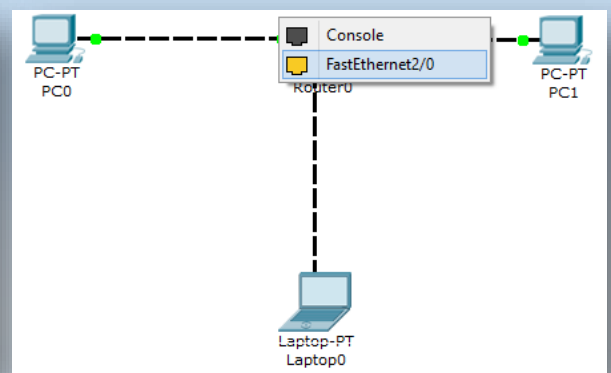 Console
FastEthernet2/0
PC-PT
PC0
Router0
PC-PT
PC1
Laptop-PT
Laptop0